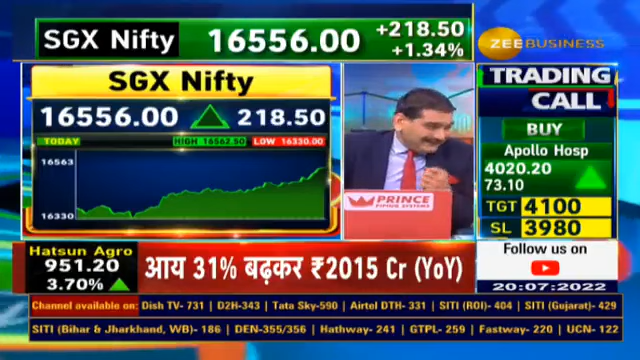 SGX Nifty 16556.00 +218.50
+1.34%
ZEE BUSINESS
SGX Nifty
16556.00 218.50
TODAY HIGH 16562.50 LOW 16330.00
16563
16330
PRINCE
PIPING SYSTEMS
TRADING
CALL
BUY
Apollo Hosp
4020.20
73.10
TGT 4100
SL 3980
Hatsun Agro
951.20
3.70%
आय 31% बढ़कर ₹2015 Cr (YoY)
Follow us on
20:07:2022
Channel available on: Dish TV- 731 | D2H-343 | Tata Sky-590 | Airtel DTH- 331 | SITI (ROI)- 404 | SITI (Gujarat)- 429
SITI (Bihar & Jharkhand, WB)- 186 | DEN-355/356 | Hathway- 241 | GTPL- 259 | Fastway- 220 | UCN- 122